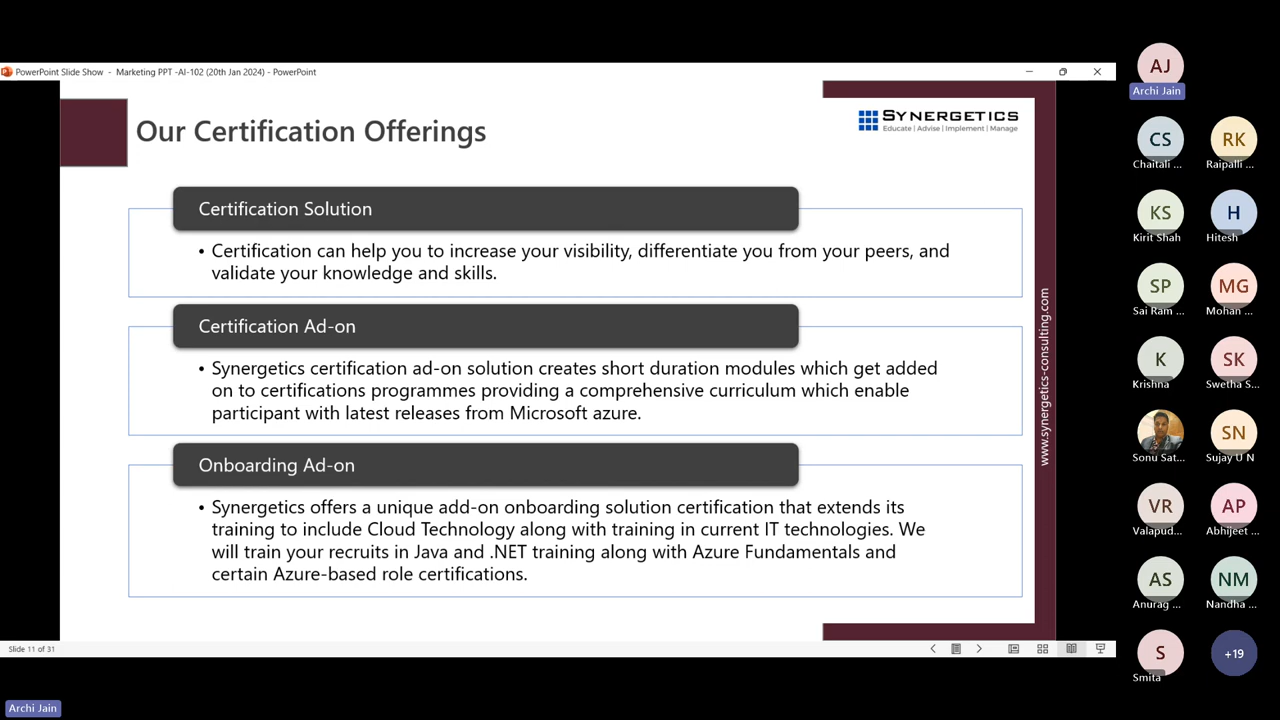 PowerPoint Slide Show - Marketing PPT -AI-102 (20th Jan 2024) - PowerPoint
Our Certification Offerings
SYNERGETICS
Educate | Advise | Implement | Manage
Certification Solution
• Certification can help you to increase your visibility, differentiate you from your peers, and
validate your knowledge and skills.
Certification Ad-on
• Synergetics certification ad-on solution creates short duration modules which get added
on to certifications programmes providing a comprehensive curriculum which enable
participant with latest releases from Microsoft azure.
Onboarding Ad-on
• Synergetics offers a unique add-on onboarding solution certification that extends its
training to include Cloud Technology along with training in current IT technologies. We
will train your recruits in Java and .NET training along with Azure Fundamentals and
certain Azure-based role certifications.
www.synergetics-consulting.com
Slide 11 of 31
AJ
Archi Jain
CS
Chaitali ...
RK
Raipalli ...
KS
Kirit Shah
H
Hitesh
SP
Sai Ram ...
MG
Mohan ...
K
Krishna
SK
Swetha S...
Sonu Sat...
SN
Sujay U N
VR
Valapud...
AP
Abhijeet ...
AS
Anurag ...
NM
Nandha ...
S
Smita
+19
Archi Jain